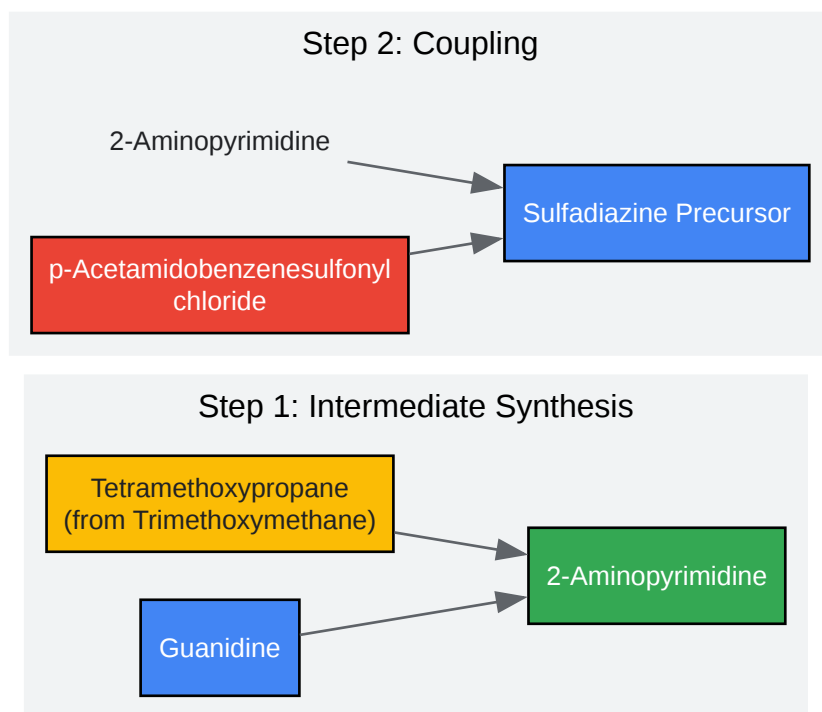 Step 2: Coupling
2-Aminopyrimidine
Sulfadiazine Precursor
p-Acetamidobenzenesulfonyl
chloride
Step 1: Intermediate Synthesis
Tetramethoxypropane
(from Trimethoxymethane)
2-Aminopyrimidine
Guanidine